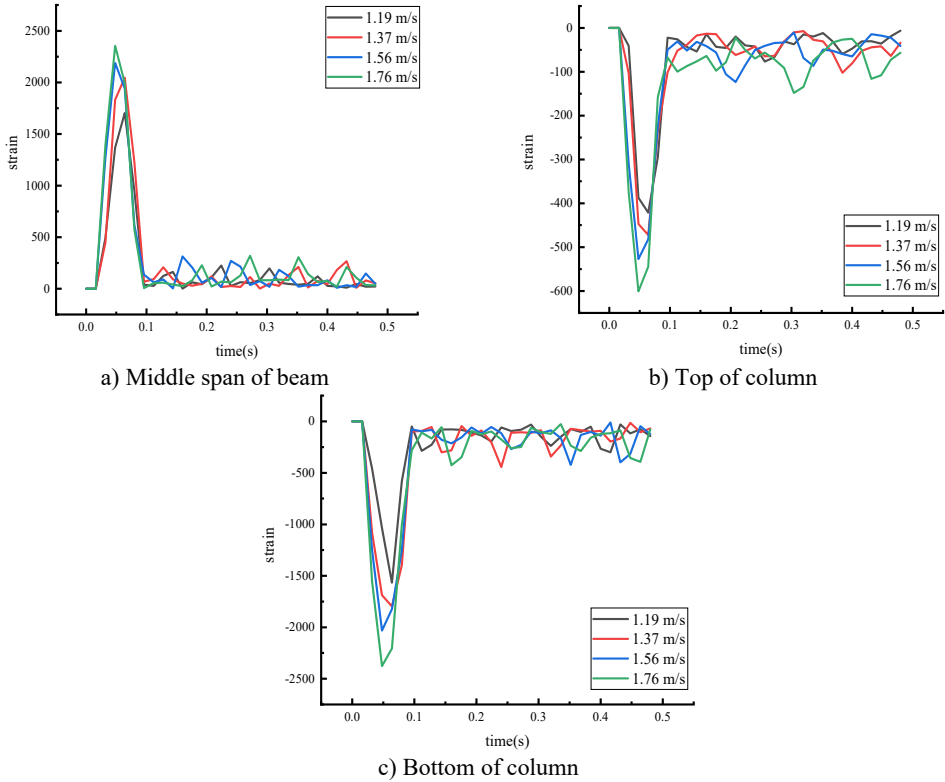 2500
2000
1500
1000
500
0
strain
0.0 0.1 0.2 0.3 0.4 0.5
time(s)
1.19 m/s
1.37 m/s
1.56 m/s
1.76 m/s
a) Middle span of beam
0
-100
-200
-300
-400
-500
-600
strain
0.0 0.1 0.2 0.3 0.4 0.5
time(s)
1.19 m/s
1.37 m/s
1.56 m/s
1.76 m/s
b) Top of column
0
-500
-1000
-1500
-2000
-2500
strain
0.0 0.1 0.2 0.3 0.4 0.5
time(s)
1.19 m/s
1.37 m/s
1.56 m/s
1.76 m/s
c) Bottom of column